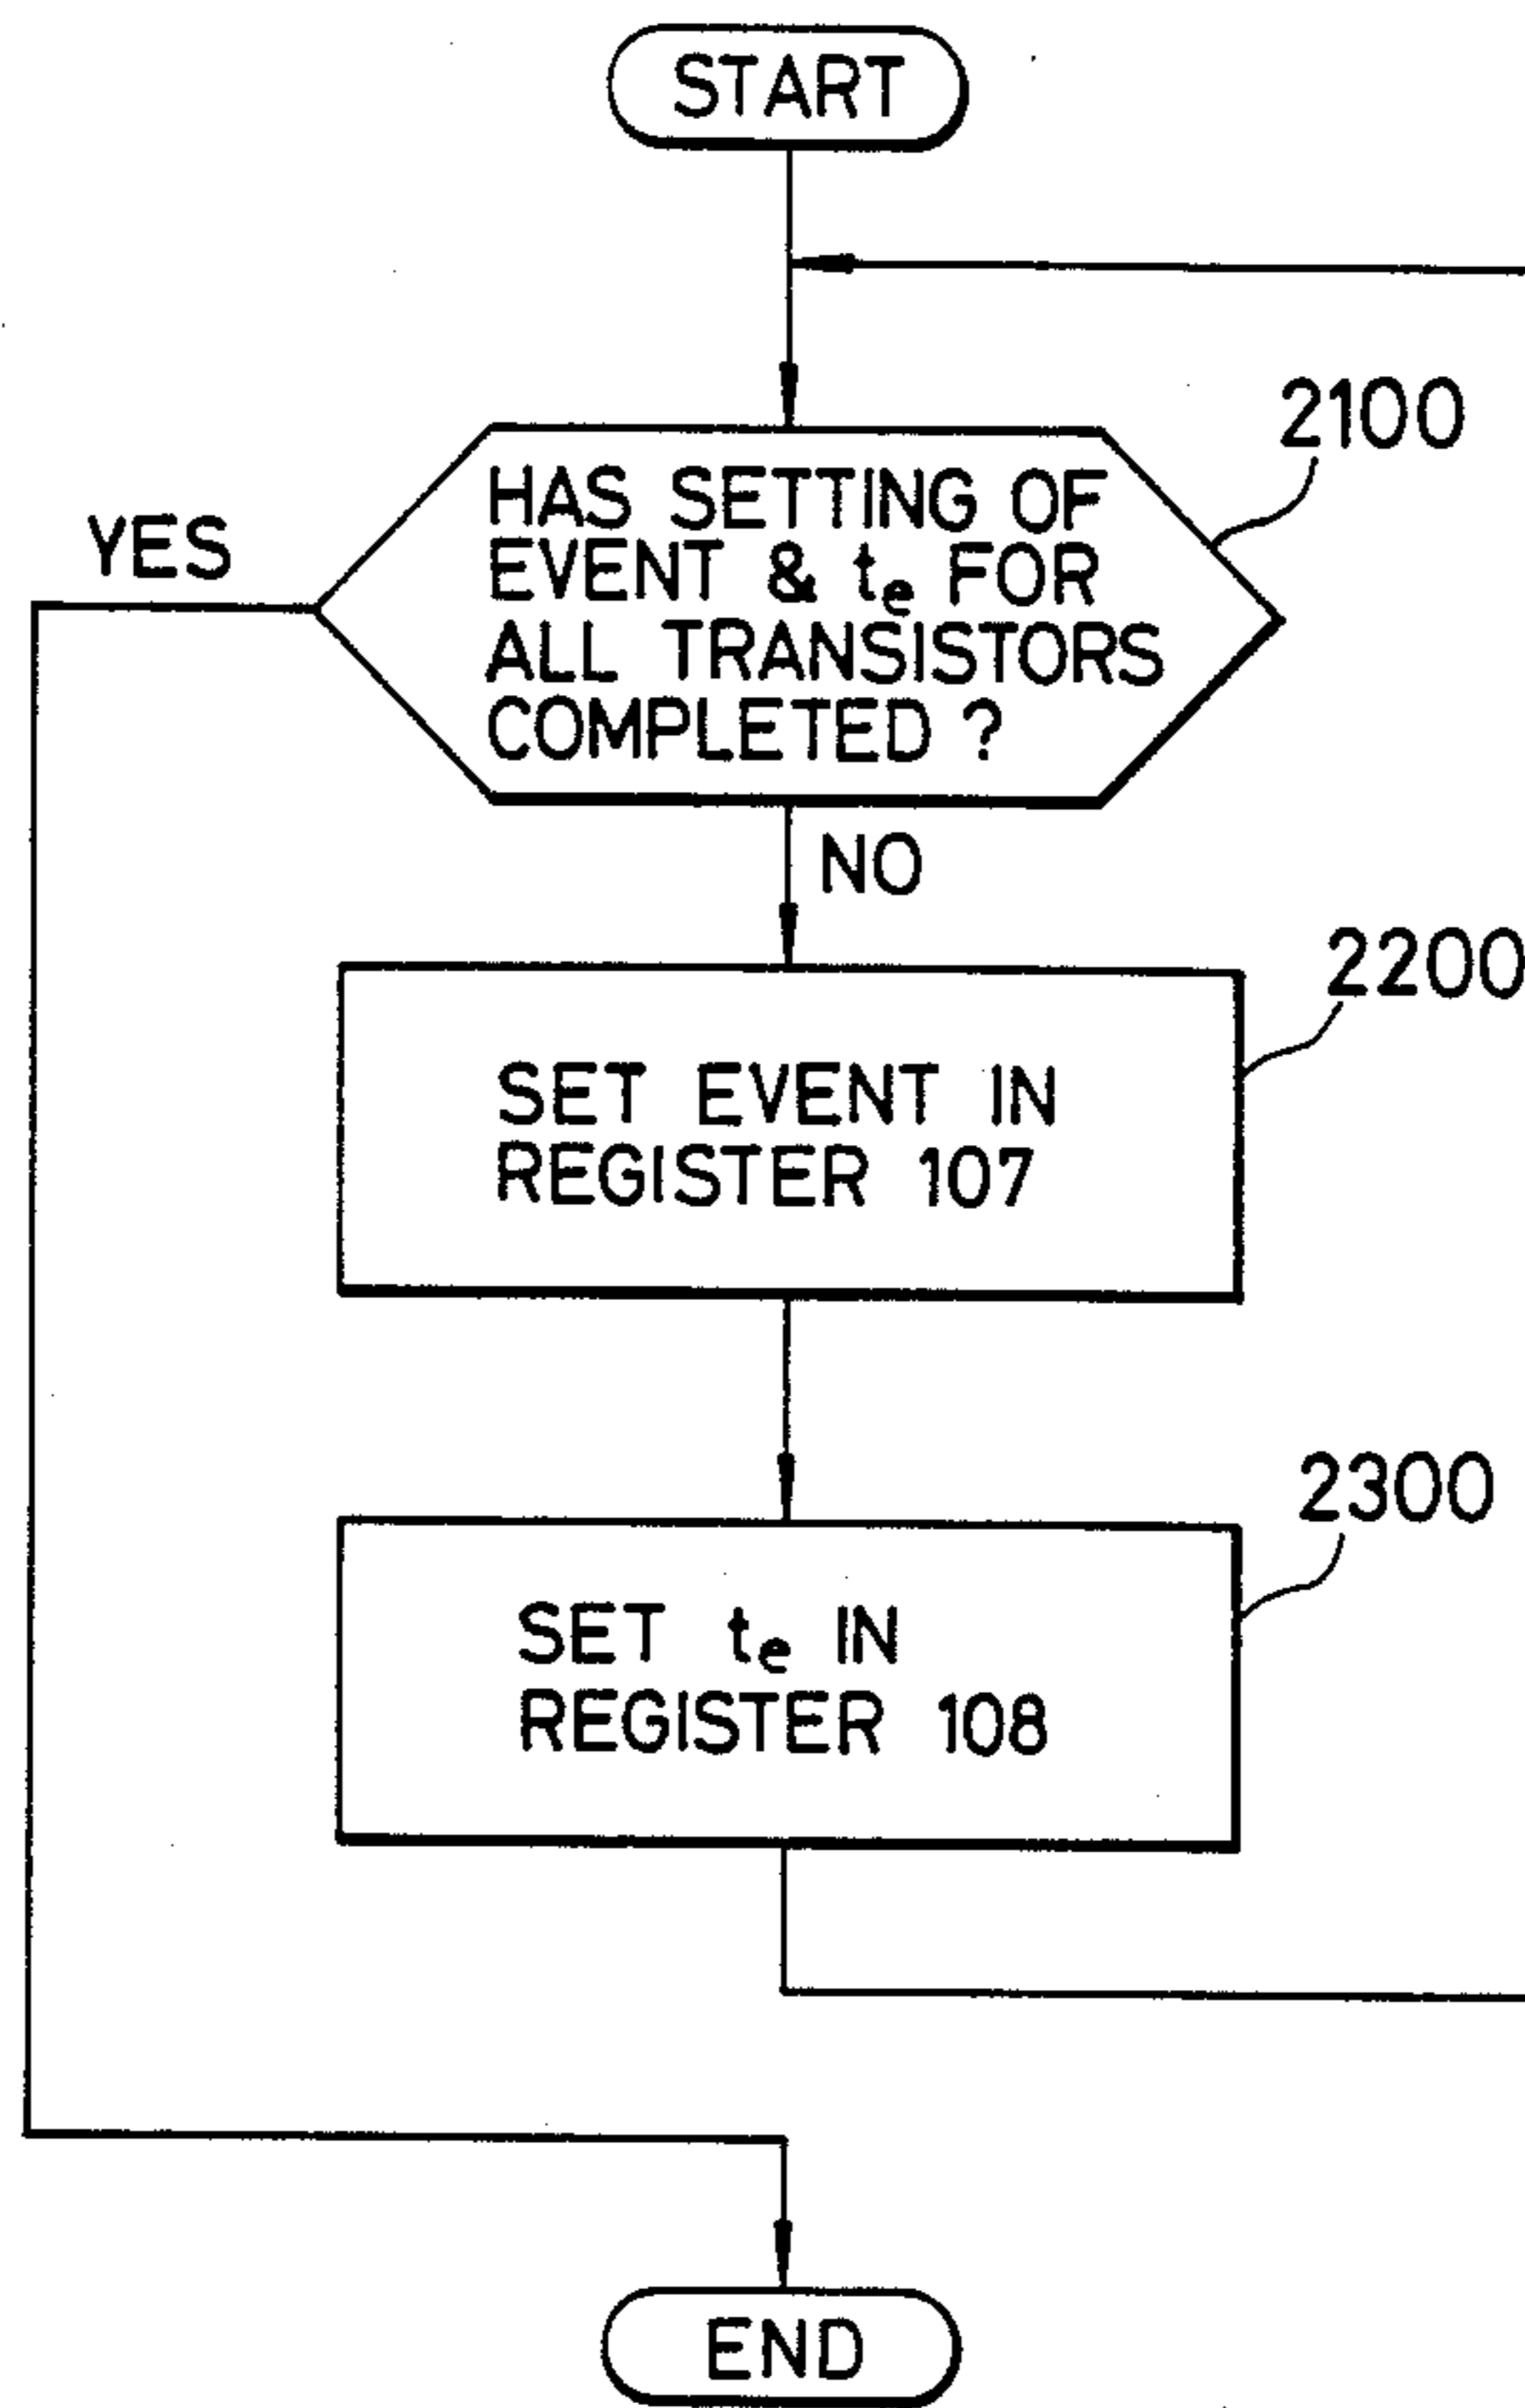 START
2100
HAS SETTING OF
EVENT & te FOR
ALL TRANSISTORS
COMPLETED ?
YES
NO
2200
SET EVENT IN
REGISTER 107
2300
SET te IN
REGISTER 108
END